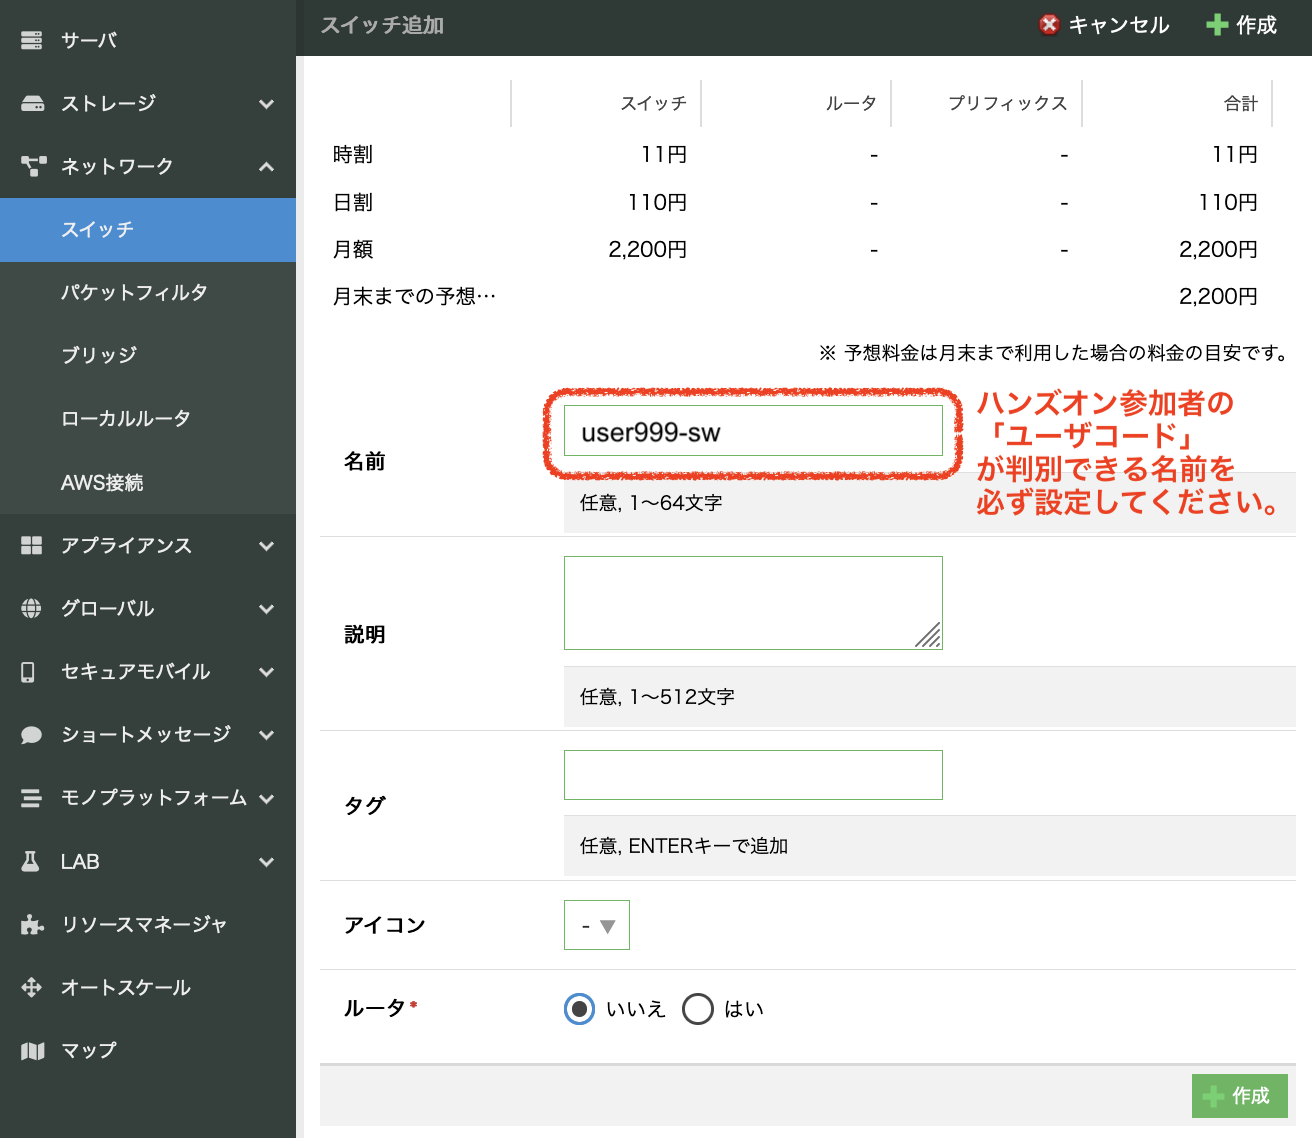 サーバ
ストレージ
ネットワーク
スイッチ
パケットフィルタ
ブリッジ
ローカルルータ
AWS接続
アプライアンス
グローバル
セキュアモバイル
ショートメッセージ
モノプラットフォーム
LAB
リソースマネージャ
オートスケール
マップ
スイッチ追加
キャンセル
作成
スイッチ ルータ プリフィックス 合計
時割 11円 - - 11円
日割 110円 - - 110円
月額 2,200円 - - 2,200円
月末までの予想… 2,200円
※ 予想料金は月末まで利用した場合の料金の目安です。
名前
user999-sw
任意, 1〜64文字
ハンズオン参加者の
「ユーザコード」
が判別できる名前を
必ず設定してください。
説明
任意, 1〜512文字
タグ
任意, ENTERキーで追加
アイコン
- ▼
ルータ*
いいえ はい
作成